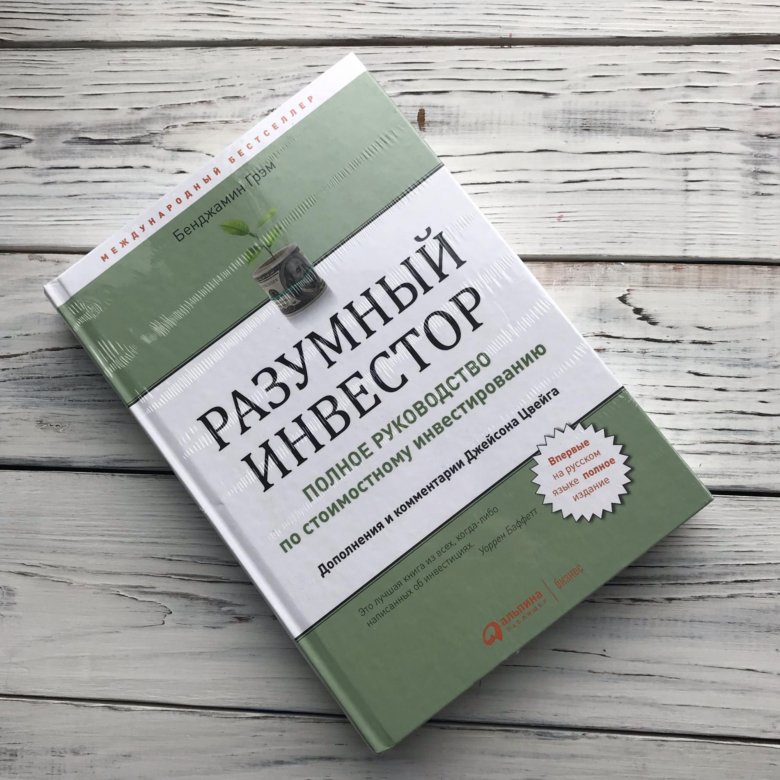 МЕЖДУНАРОДНЫЙ БЕСТСЕЛЛЕР
Бенджамин Грэм
РАЗУМНЫЙ
ИНВЕСТОР
ПОЛНОЕ РУКОВОДСТВО
ПО СТОИМОСТНОМУ ИНВЕСТИРОВАНИЮ
Дополнения и комментарии Джейсона Цвейга
Впервые
на русском
языке полное
издание
Это лучшая книга из всех, когда-либо
написанных об инвестициях.
Уоррен Баффетт
альпина
бизнес